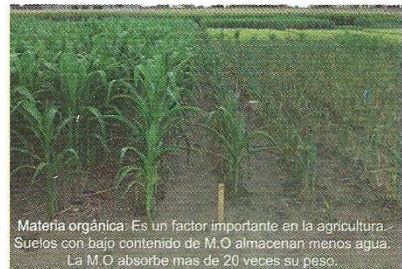 Materia orgánica: Es un factor importante en la agricultura.
Suelos con bajo contenido de M.O almacenan menos agua.
La M.O absorbe mas de 20 veces su peso.